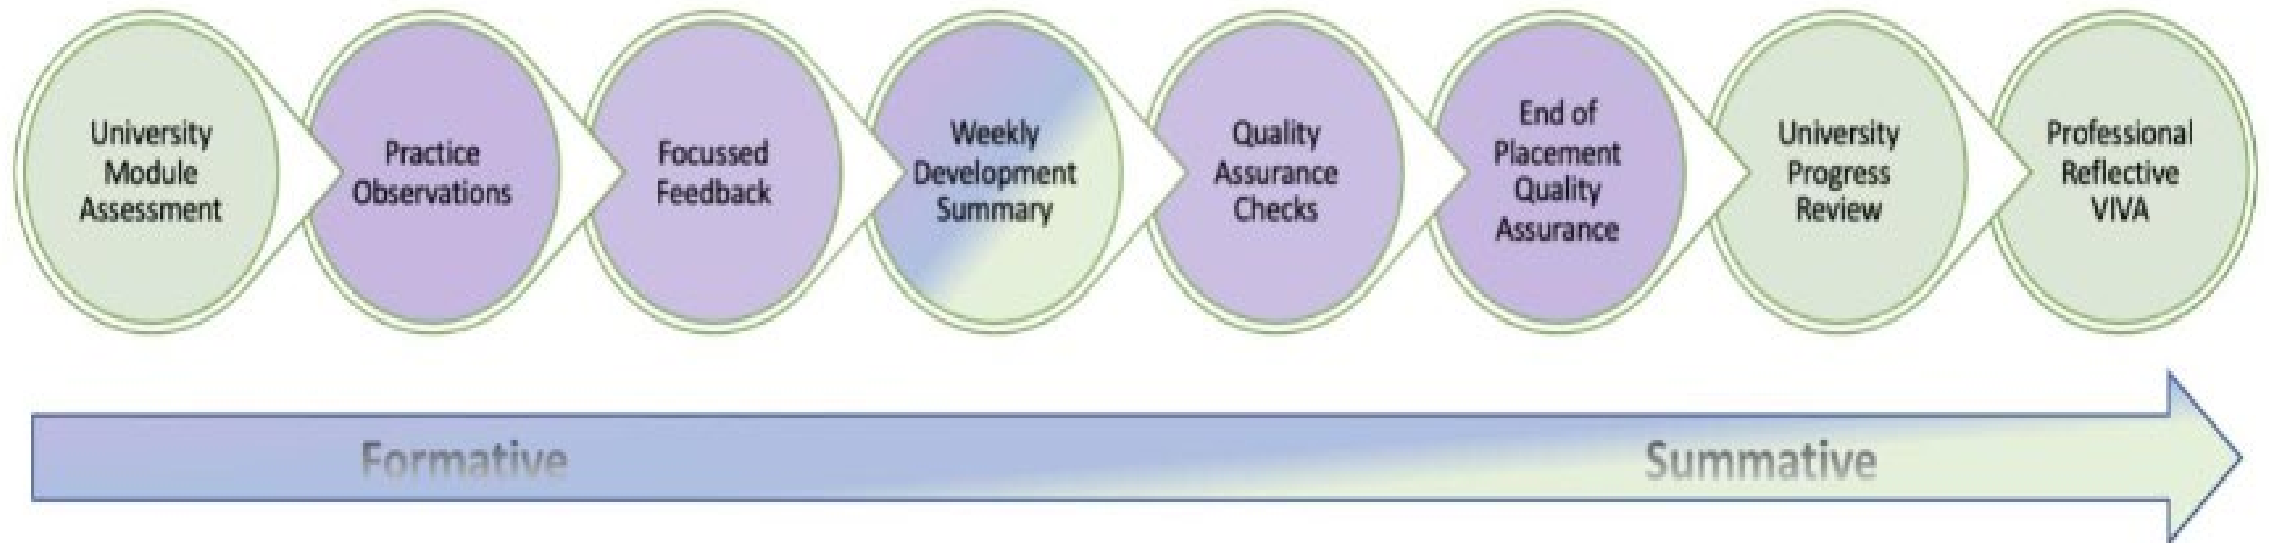 University
Module
Assessment
Practice
Observations
Focussed
Feedback
Weekly
Development
Summary
Quality
Assurance
Checks
End of
Placement
Quality
Assurance
University
Progress
Review
Professional
Reflective
VIVA
Formative
Summative